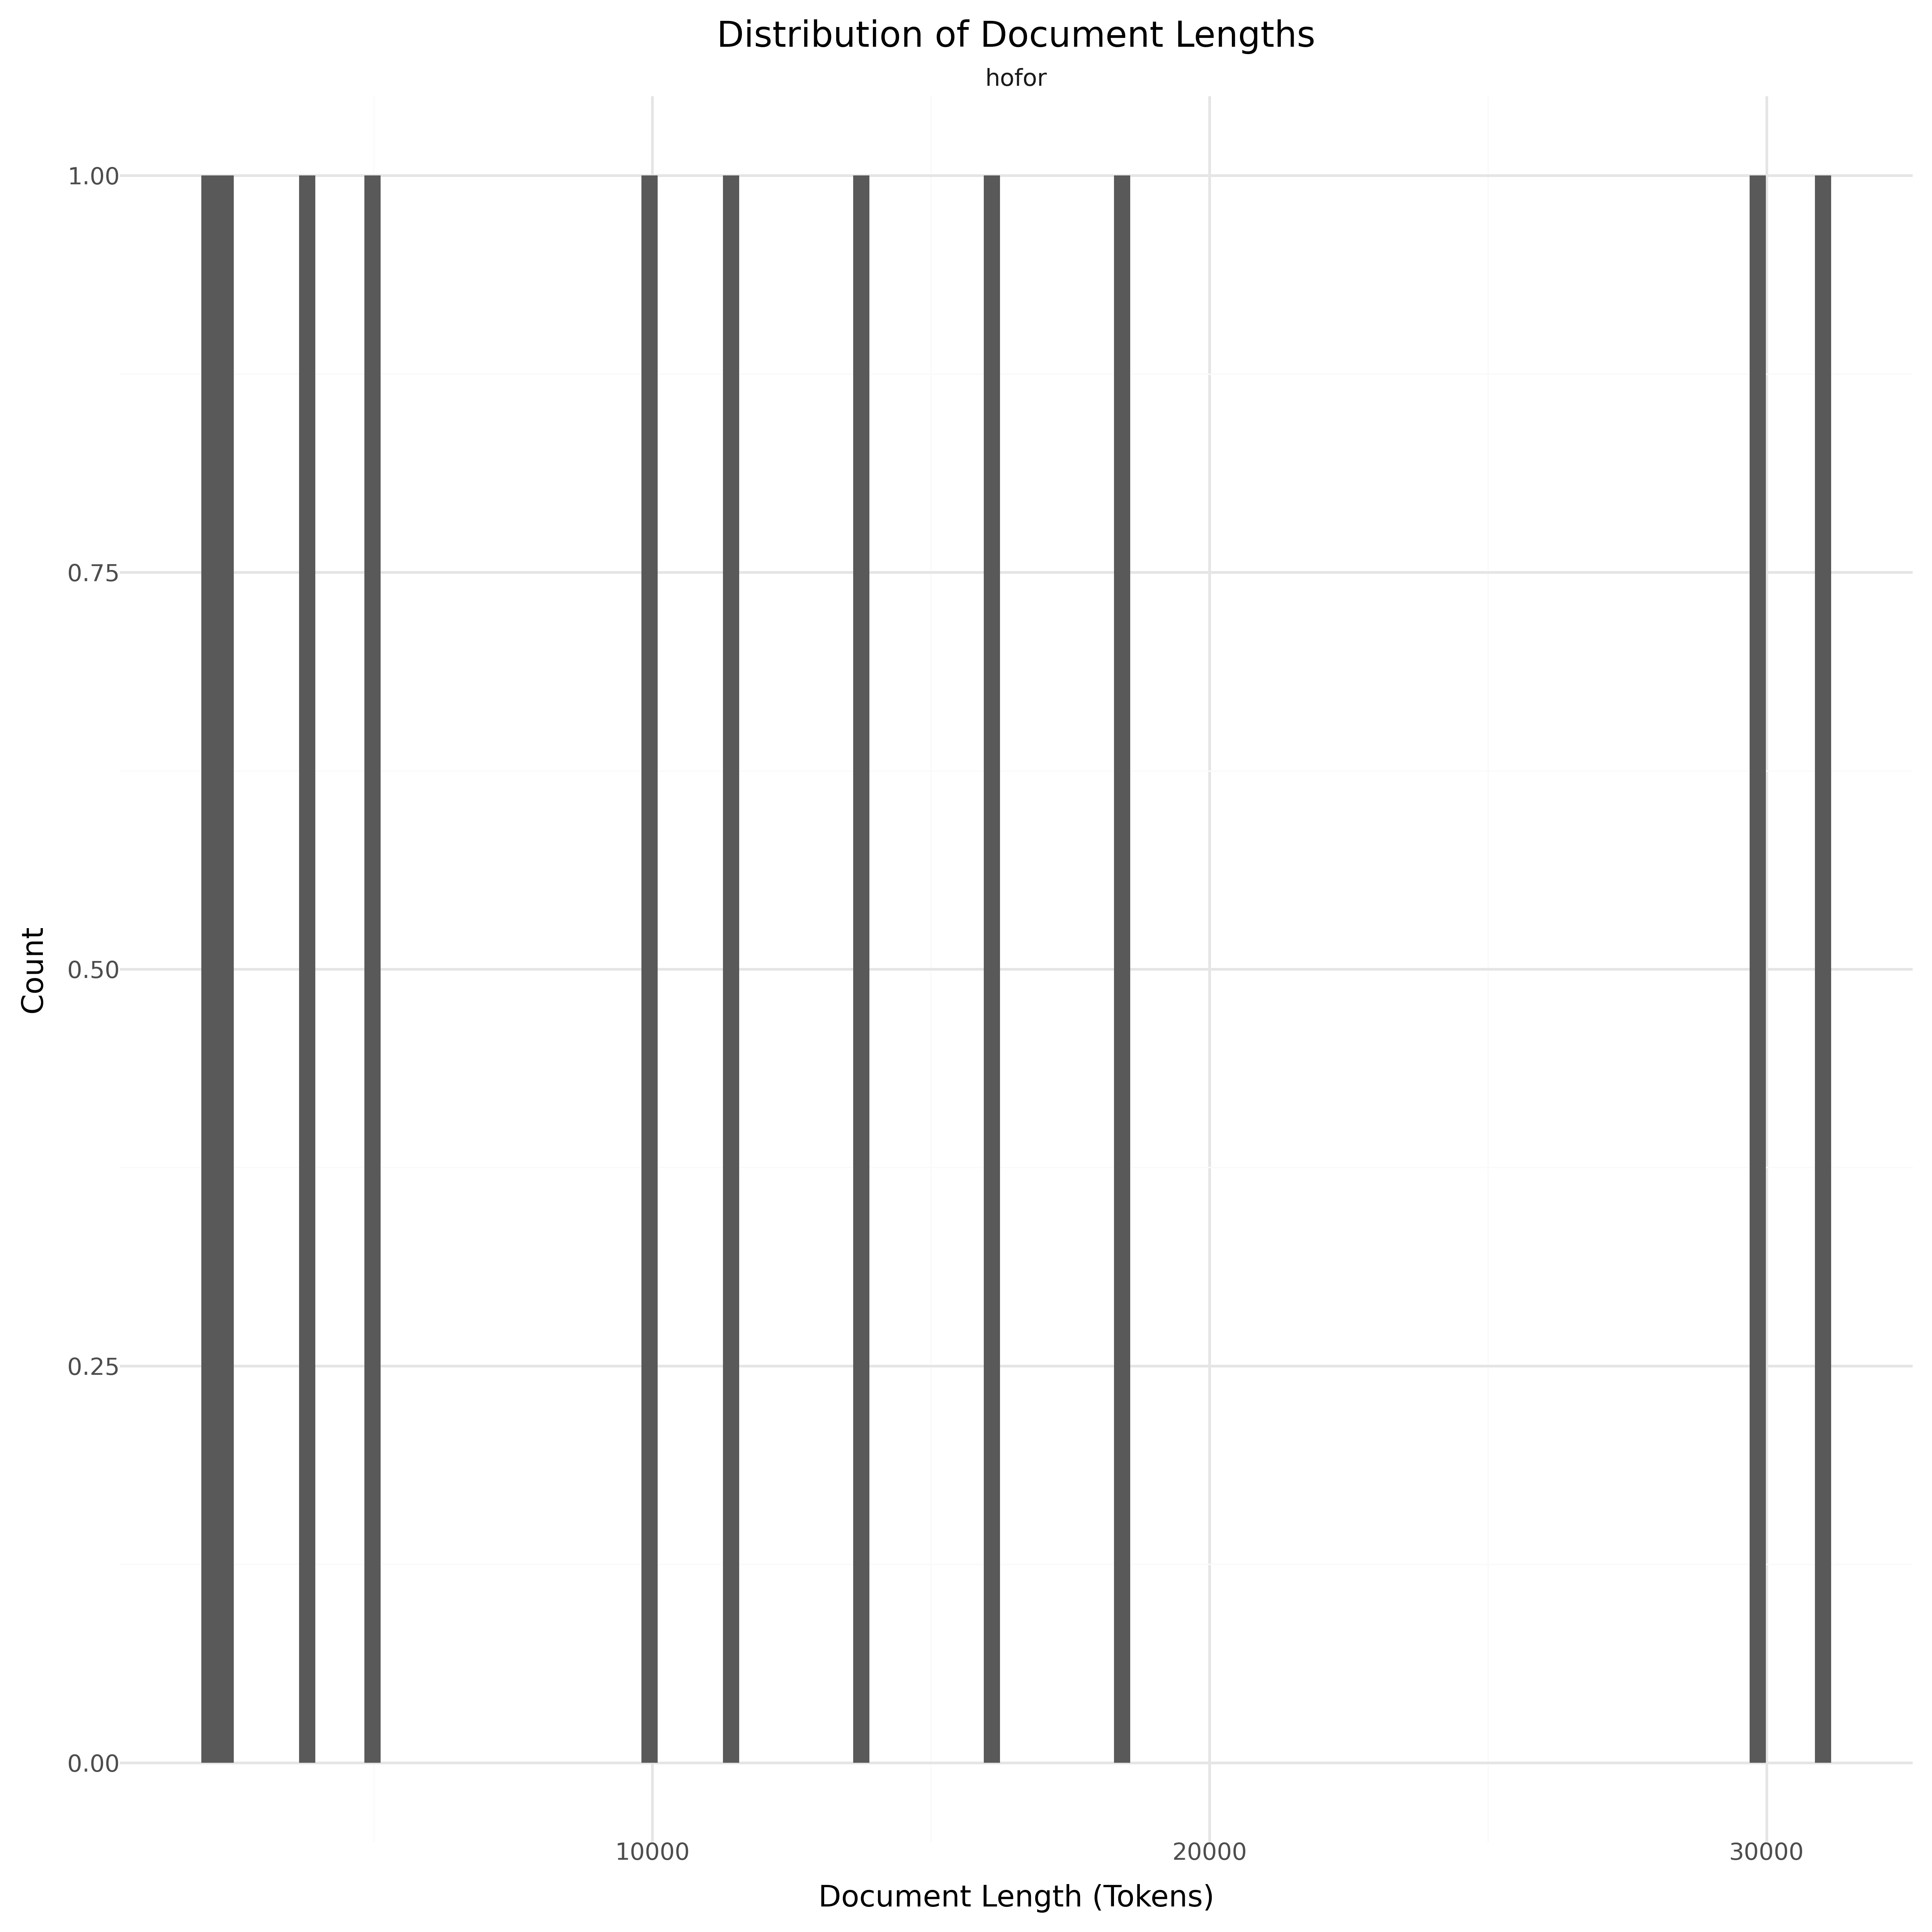 Distribution of Document Lengths
hofor
1.00
0.75
0.50
0.25
0.00
Count
10000 20000 30000
Document Length (Tokens)